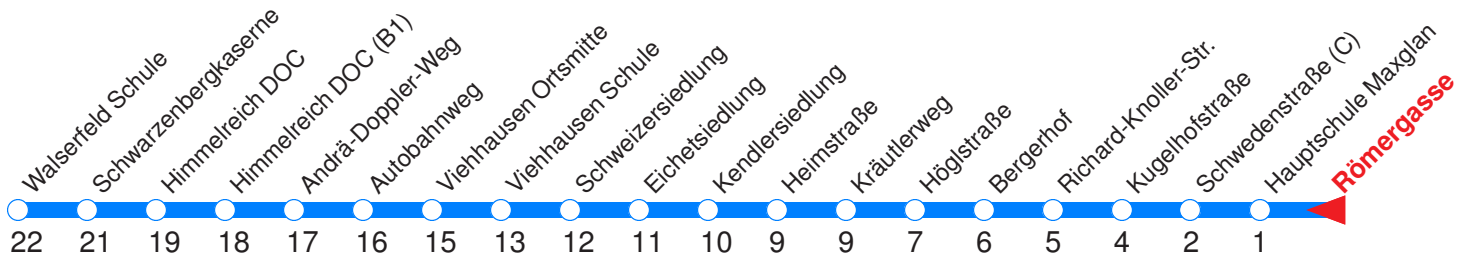 Walserfeld Schule
Schwarzenbergkaserne
Himmelreich DOC
Himmelreich DOC (B1)
Andrä-Doppler-Weg
Autobahnweg
Viehhausen Ortsmitte
Viehhausen Schule
Schweizersiedlung
Eichetsiedlung
Kendlersiedlung
Heimstraße
Kräutlerweg
Höglstraße
Bergerhof
Richard-Knoller-Str.
Kugelhofstraße
Schwedenstraße (C)
Hauptschule Maxglan
Römergasse
22 21 19 18 17 16 15 13 12 11 10 9 9 7 6 5 4 2 1